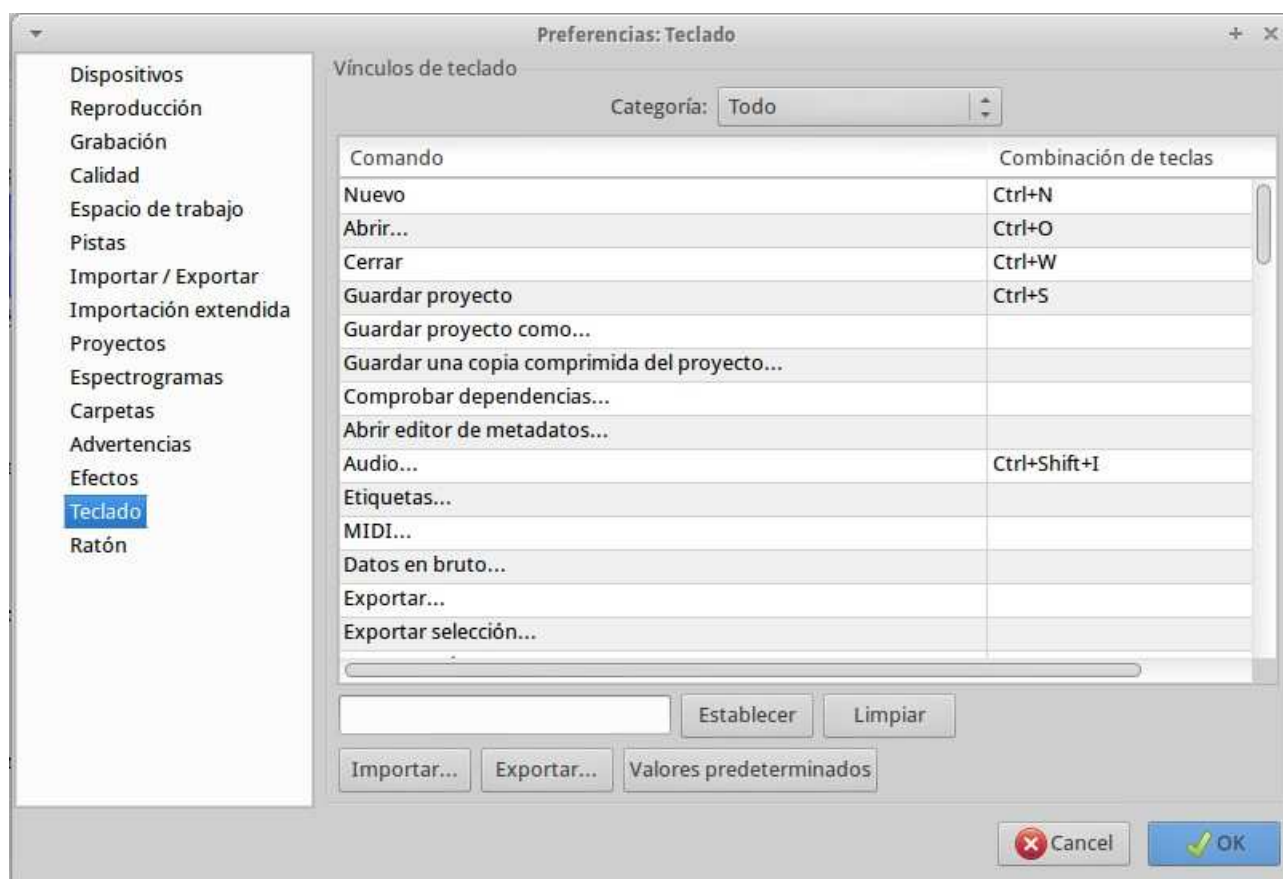 Preferencias: Teclado
Dispositivos
Reproducción
Grabación
Calidad
Espacio de trabajo
Pistas
Importar / Exportar
Importación extendida
Proyectos
Espectrogramas
Carpetas
Advertencias
Efectos
Teclado
Ratón
Vínculos de teclado
Categoría: Todo
Comando Combinación de teclas
Nuevo Ctrl+N
Abrir... Ctrl+O
Cerrar Ctrl+W
Guardar proyecto Ctrl+S
Guardar proyecto como...
Guardar una copia comprimida del proyecto...
Comprobar dependencias...
Abrir editor de metadatos...
Audio... Ctrl+Shift+I
Etiquetas...
MIDI...
Datos en bruto...
Exportar...
Exportar selección...
Establecer Limpiar
Importar... Exportar... Valores predeterminados
Cancel OK